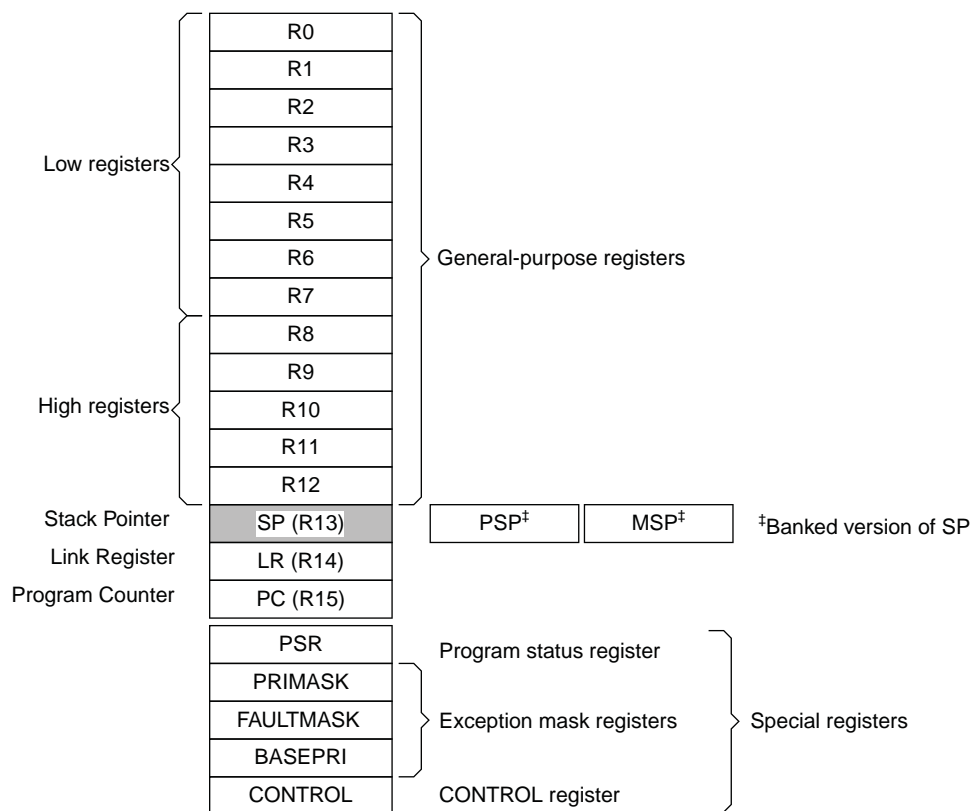 R0
R1
R2
R3
Low registers
R4
R5
R6
General-purpose registers
R7
R8
R9
High registers
R10
R11
R12
Stack Pointer SP (R13) PSP‡ MSP‡ ‡Banked version of SP
Link Register LR (R14)
Program Counter PC (R15)
PSR Program status register
PRIMASK
FAULTMASK Exception mask registers Special registers
BASEPRI
CONTROL CONTROL register